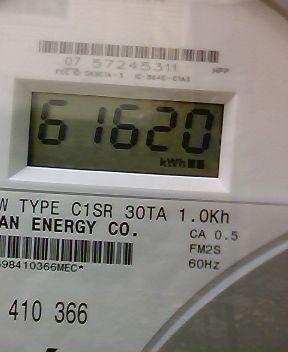 07 57245311
HPP
61620
kWh
W TYPE C1SR 30TA 1.0Kh
AN ENERGY CO.
CA 0.5
FM2S
60Hz
98410366MEC*
410 366